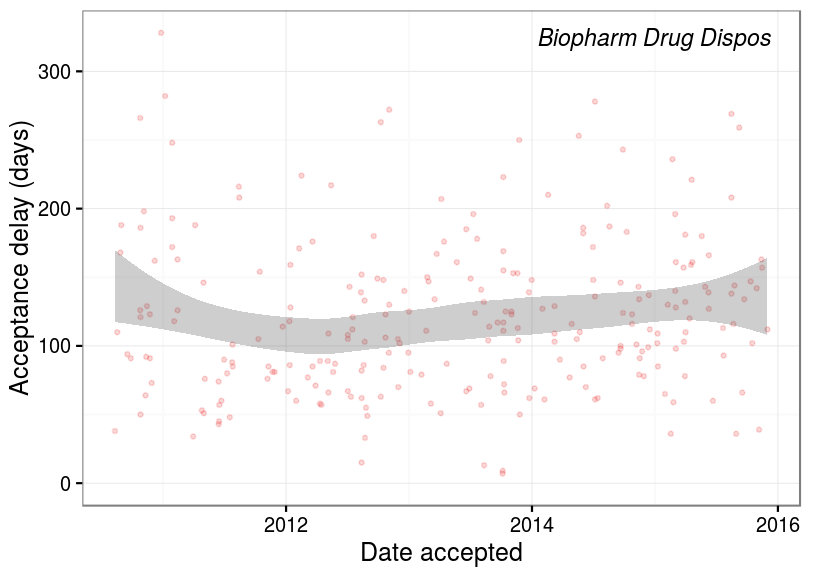 Biopharm Drug Dispos
300
200
100
0
Acceptance delay (days)
2012
2014
2016
Date accepted